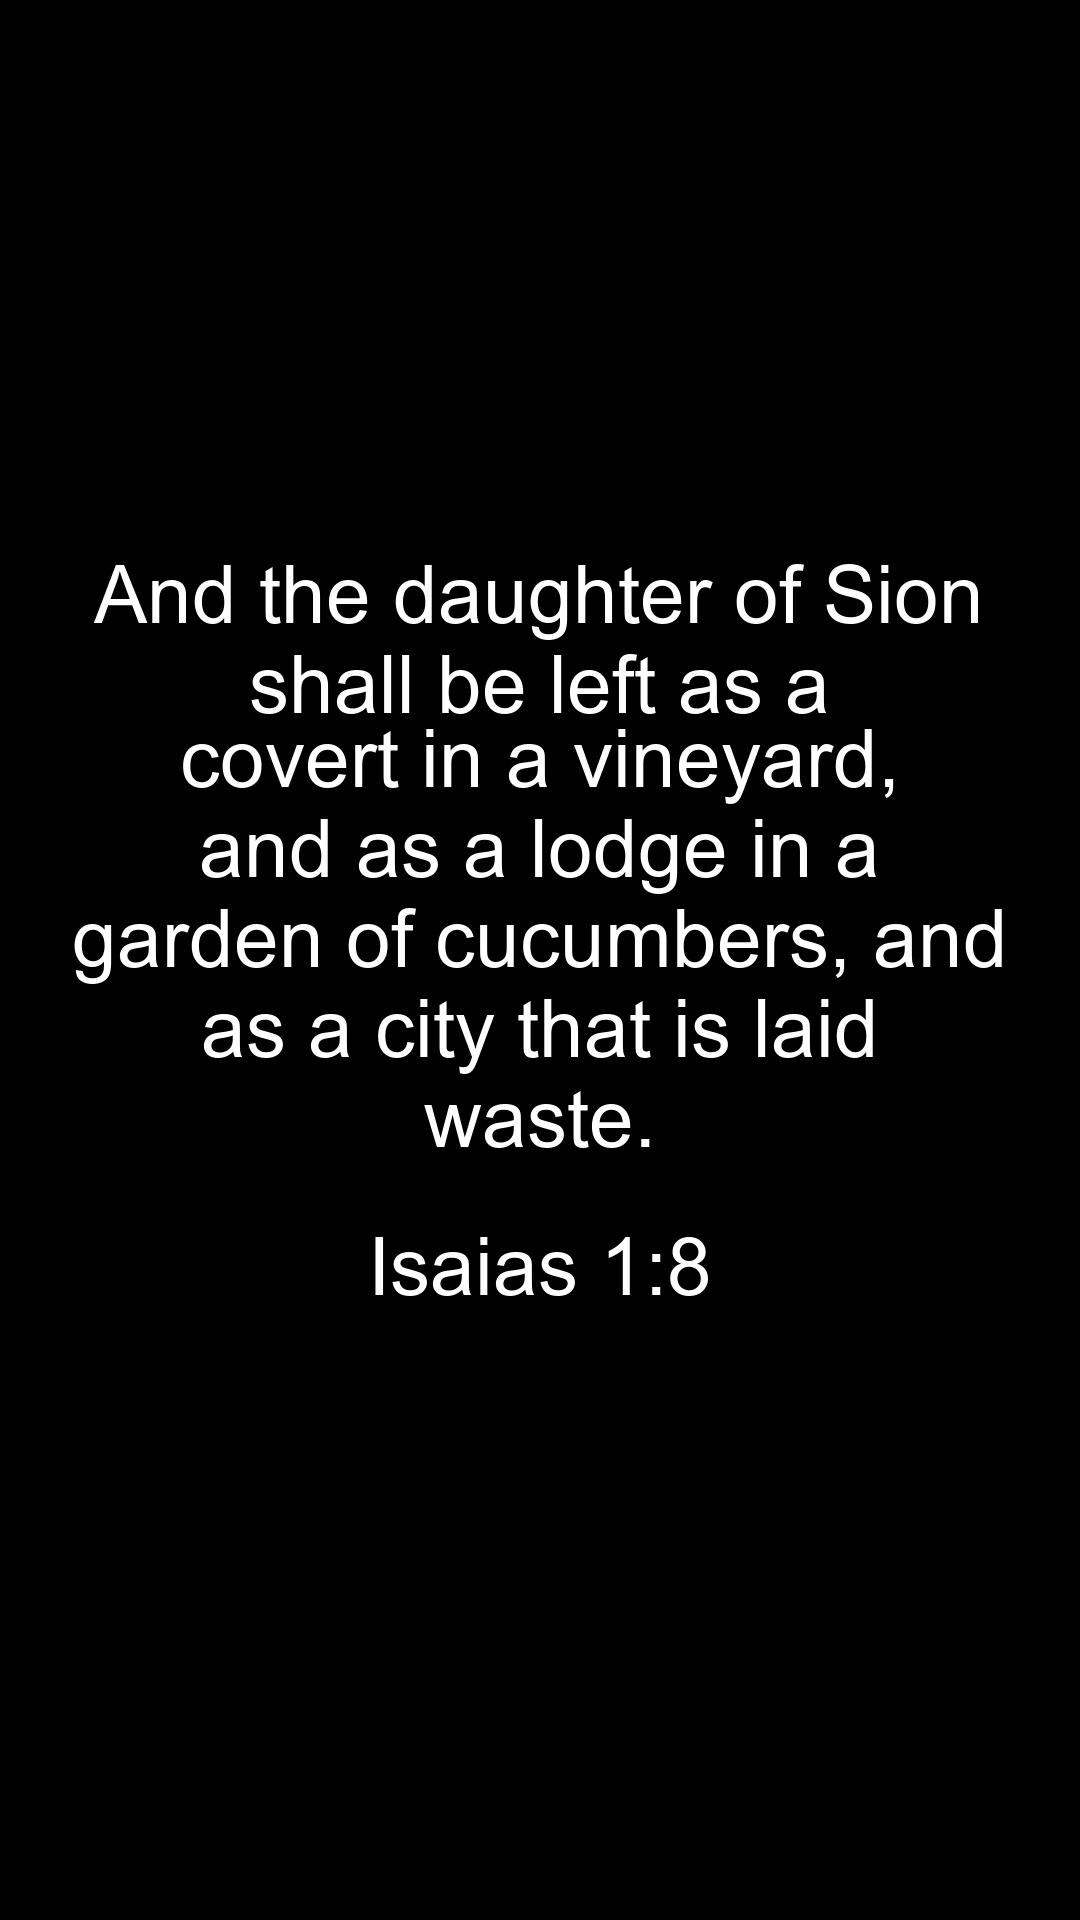 And the daughter of Sion
shall be left as a
covert in a vineyard,
and as a lodge in a
garden of cucumbers, and
as a city that is laid
waste.
Isaias 1:8